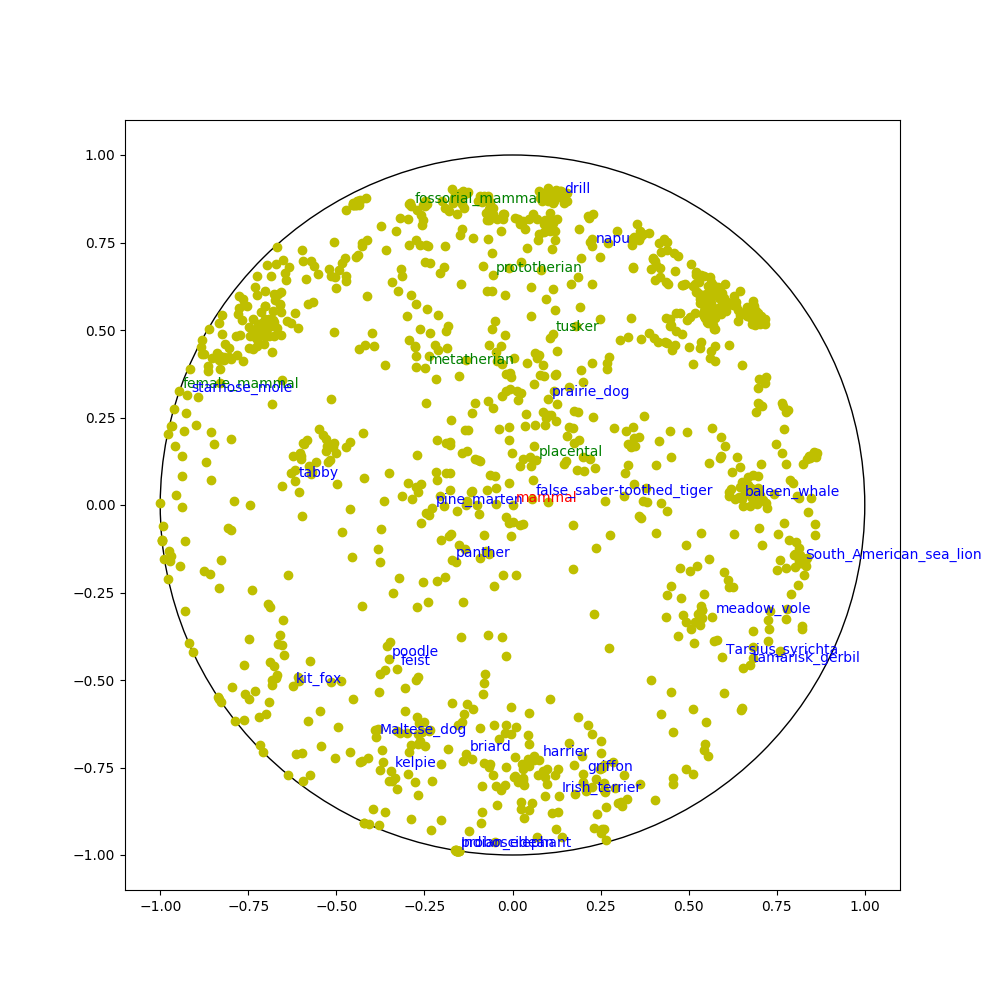 1.00
0.75
0.50
0.25
0.00
−0.25
−0.50
−0.75
−1.00
drill
fossorial_mammal
napu
prototherian
tusker
metatherian
female_mammal
starnose_mole
prairie_dog
placental
tabby
false_saber-toothed_tiger
baleen_whale
pine_marten
mammal
panther
South_American_sea_lion
meadow_vole
poodle
feist
Tarsius_syrichta
tamarisk_gerbil
kit_fox
Maltese_dog
briard
harrier
kelpie
griffon
Irish_terrier
Indian_elephant
proboscidean
−1.00
−0.75
−0.50
−0.25
0.00
0.25
0.50
0.75
1.00